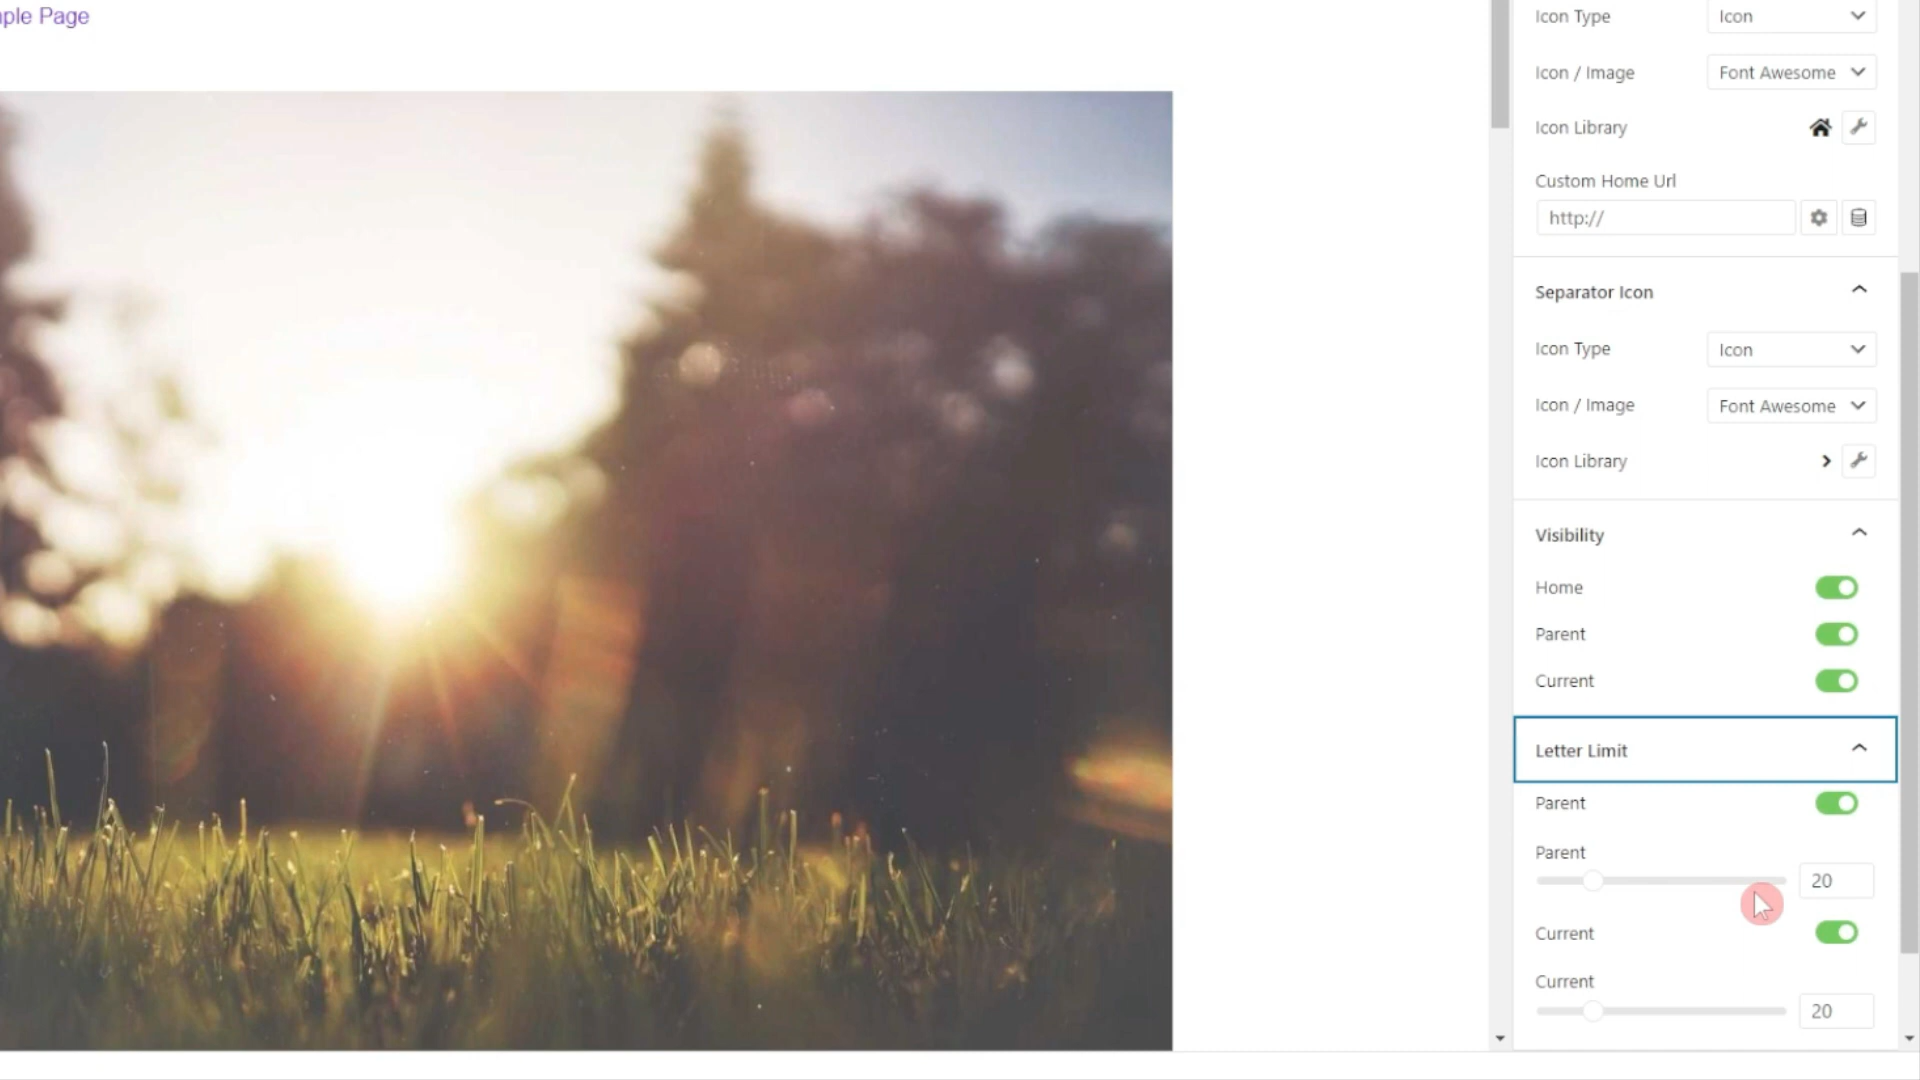 Page
Icon Type Icon
Icon / Image Font Awesome
Icon Library
Custom Home Url
http://
Separator Icon
Icon Type Icon
Icon / Image Font Awesome
Icon Library
Visibility
Home
Parent
Current
Letter Limit
Parent
Parent
20
Current
Current
20